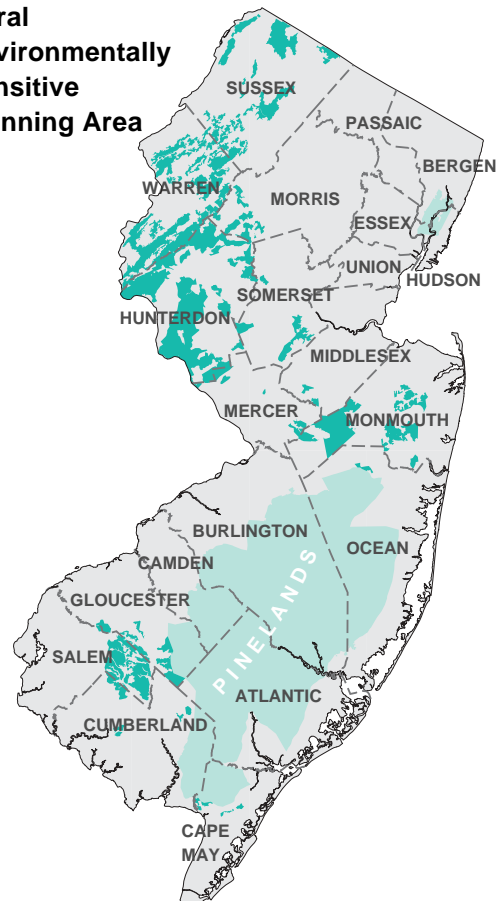 ral
vironmentally
nsitive
nning Area
SUSSEX
PASSAIC
BERGEN
WARREN
MORRIS
ESSEX
UNION
HUDSON
SOMERSET
HUNTERDON
MIDDLESEX
MERCER
MONMOUTH
BURLINGTON
OCEAN
CAMDEN
PINELANDS
GLOUCESTER
SALEM
ATLANTIC
CUMBERLAND
CAPE
MAY